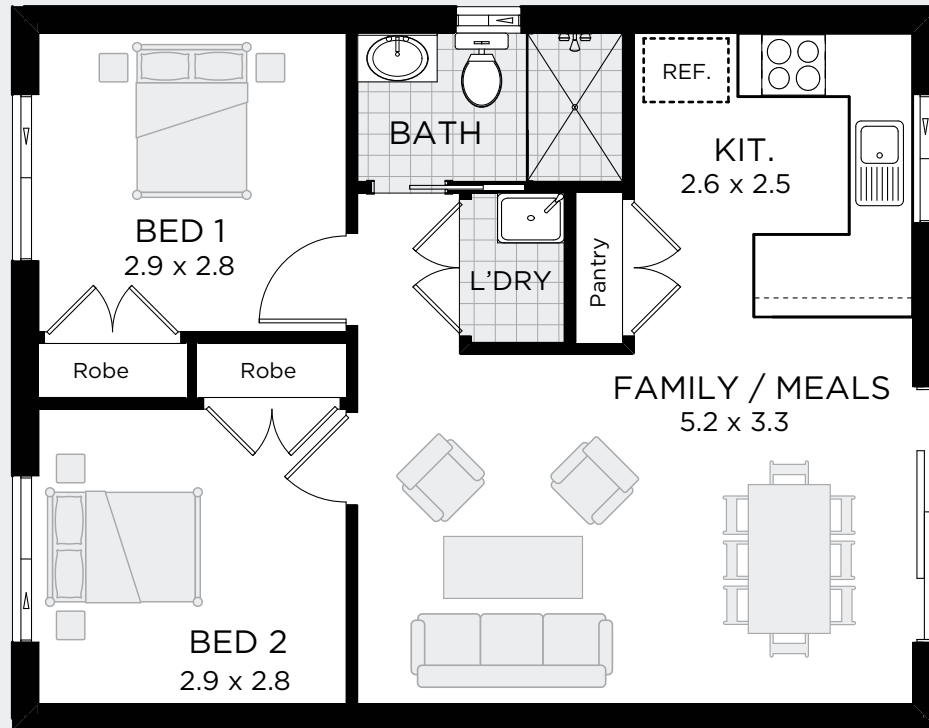 BATH
REF.
KIT.
2.6 x 2.5
BED 1
2.9 x 2.8
L'DRY
Pantry
Robe
Robe
FAMILY / MEALS
5.2 x 3.3
BED 2
2.9 x 2.8